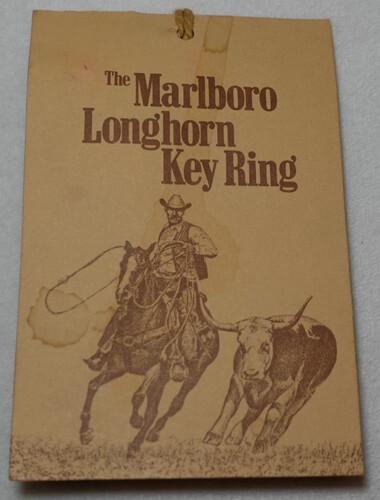 The Marlboro
Longhorn
Key Ring